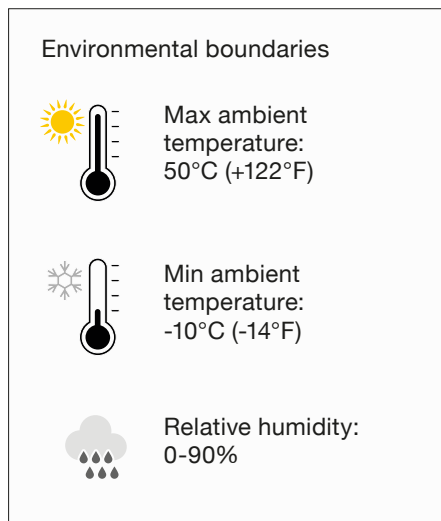 Environmental boundaries
Max ambient
temperature:
50°C (+122°F)
Min ambient
temperature:
-10°C (-14°F)
Relative humidity:
0-90%